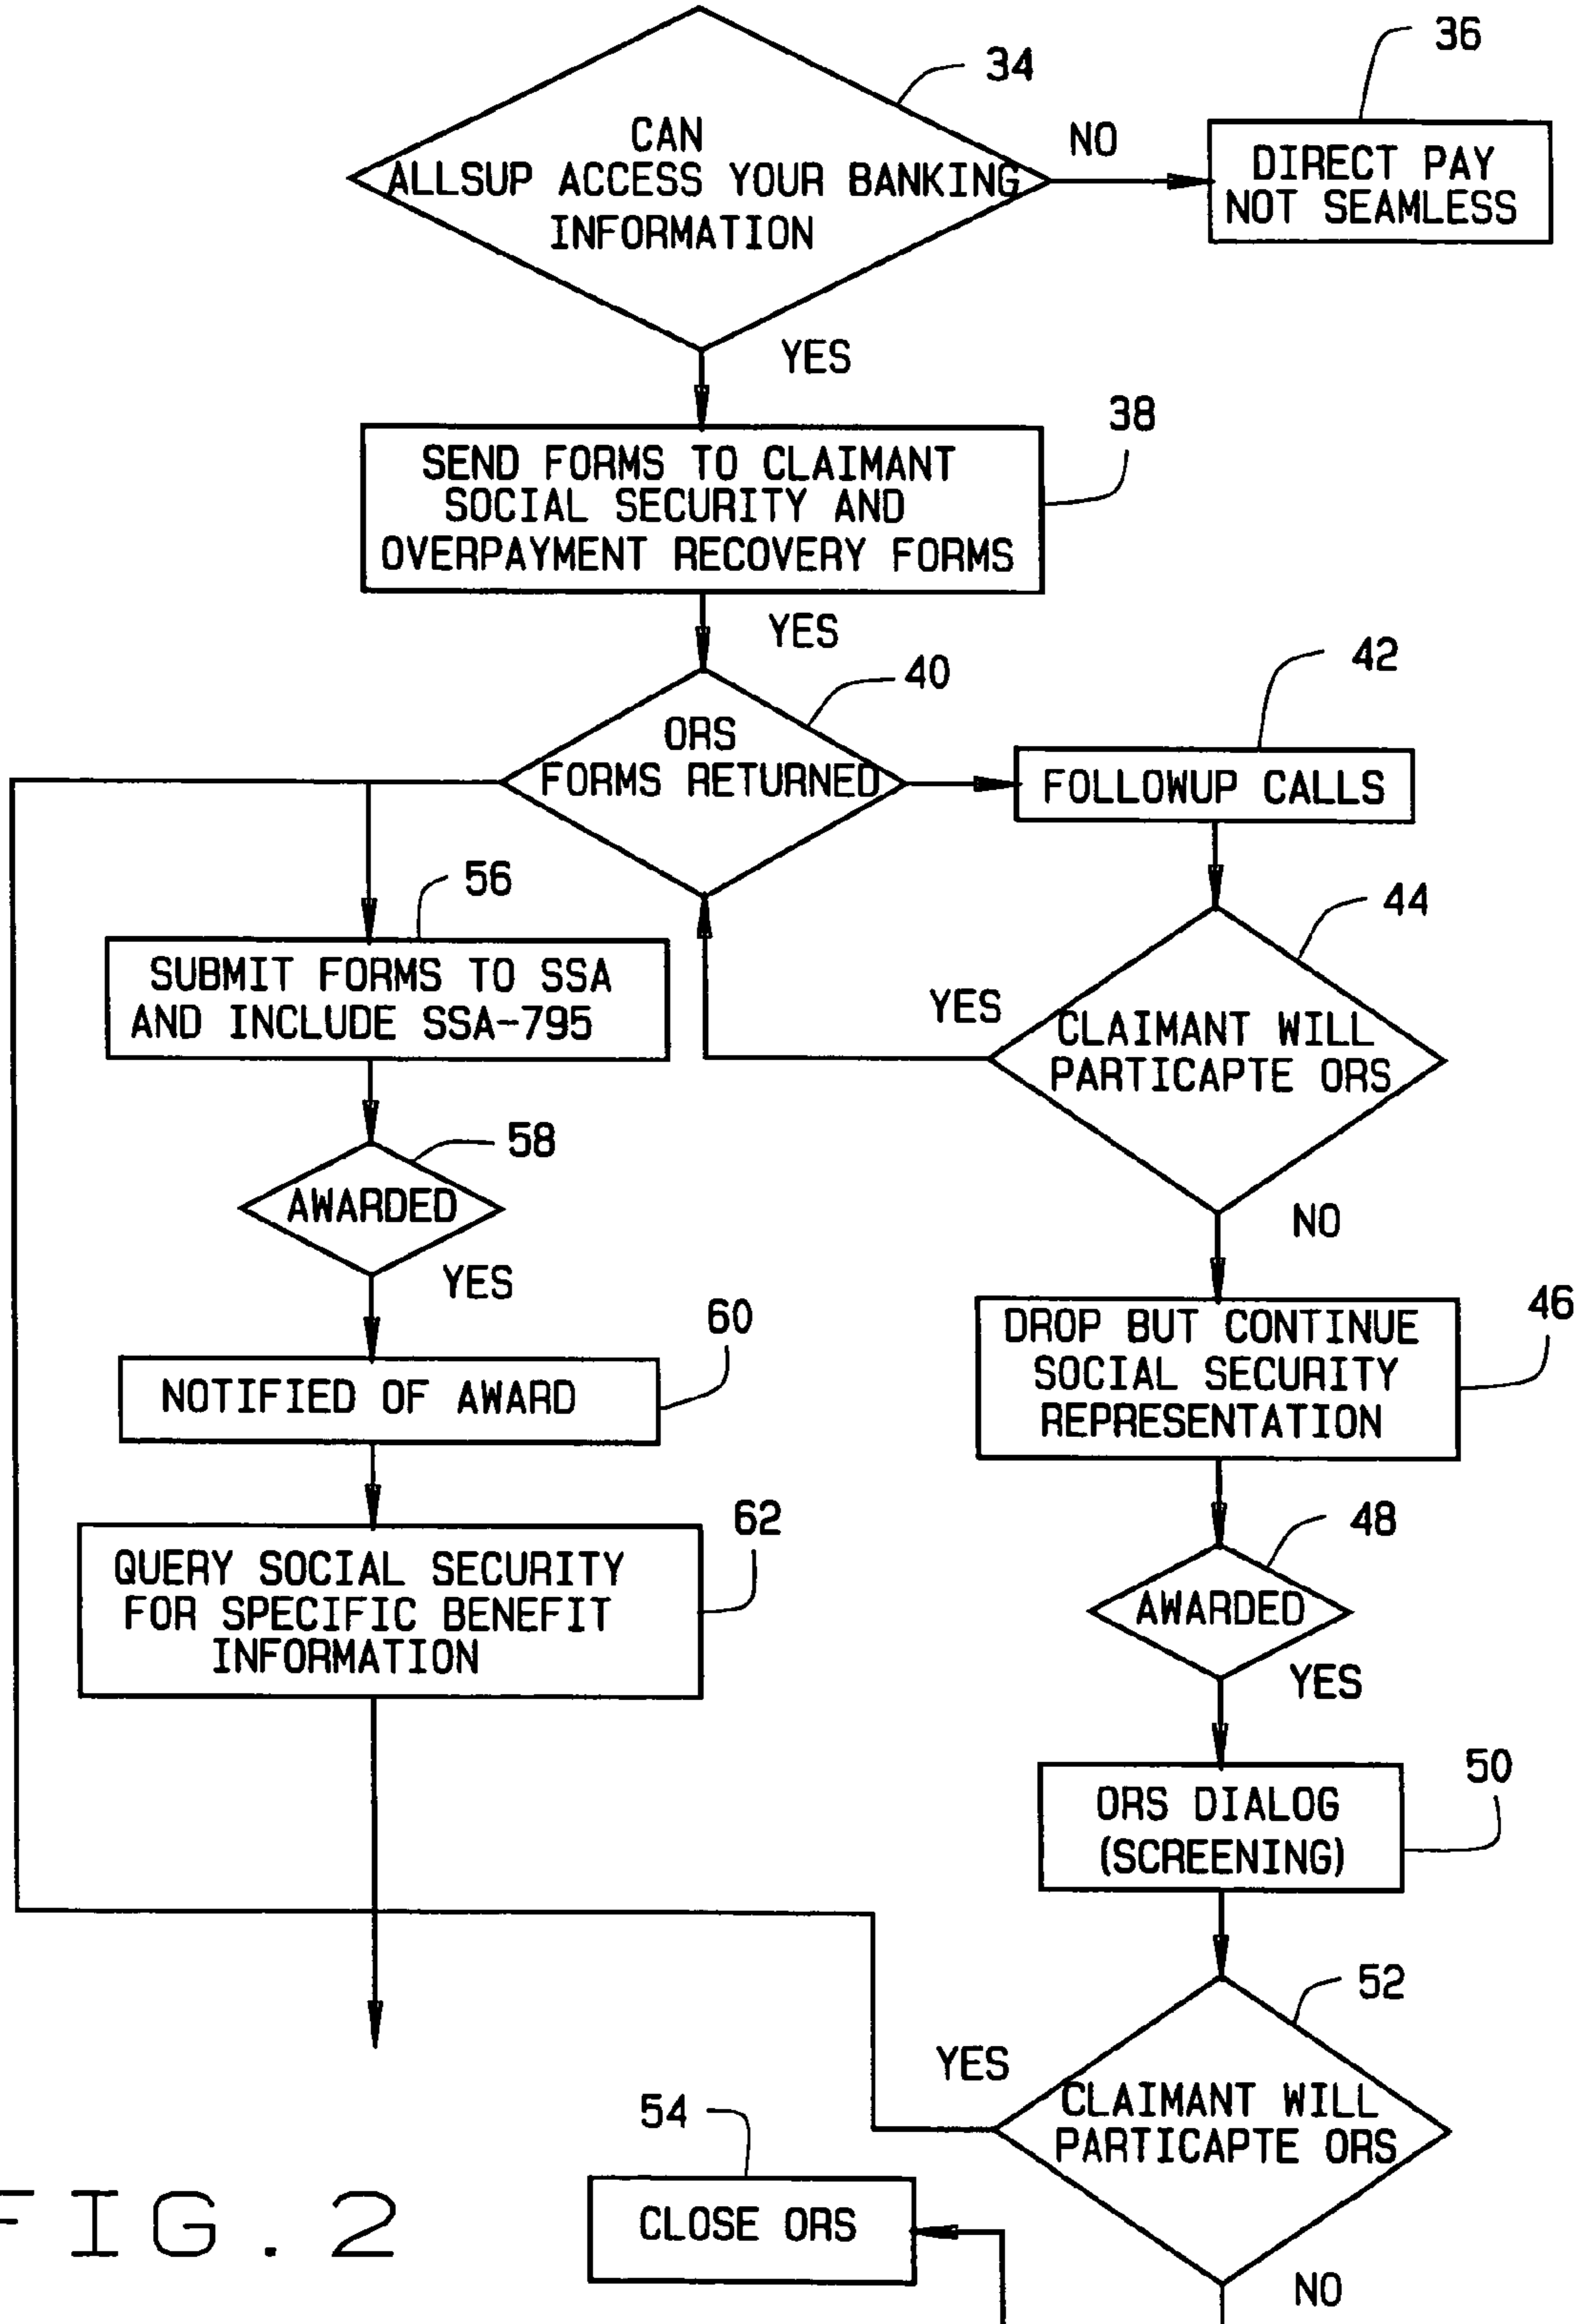 34
36
CAN
ALLSUP ACCESS YOUR BANKING
INFORMATION
NO
DIRECT PAY
NOT SEAMLESS
YES
38
SEND FORMS TO CLAIMANT
SOCIAL SECURITY AND
OVERPAYMENT RECOVERY FORMS
YES
40
42
ORS
FORMS RETURNED
FOLLOWUP CALLS
56
44
SUBMIT FORMS TO SSA
AND INCLUDE SSA-795
YES
CLAIMANT WILL
PARTICAPTE ORS
58
AWARDED
YES
NO
60
46
NOTIFIED OF AWARD
DROP BUT CONTINUE
SOCIAL SECURITY
REPRESENTATION
62
48
QUERY SOCIAL SECURITY
FOR SPECIFIC BENEFIT
INFORMATION
AWARDED
YES
50
ORS DIALOG
(SCREENING)
52
YES
CLAIMANT WILL
PARTICAPTE ORS
54
CLOSE ORS
NO
FIG. 2